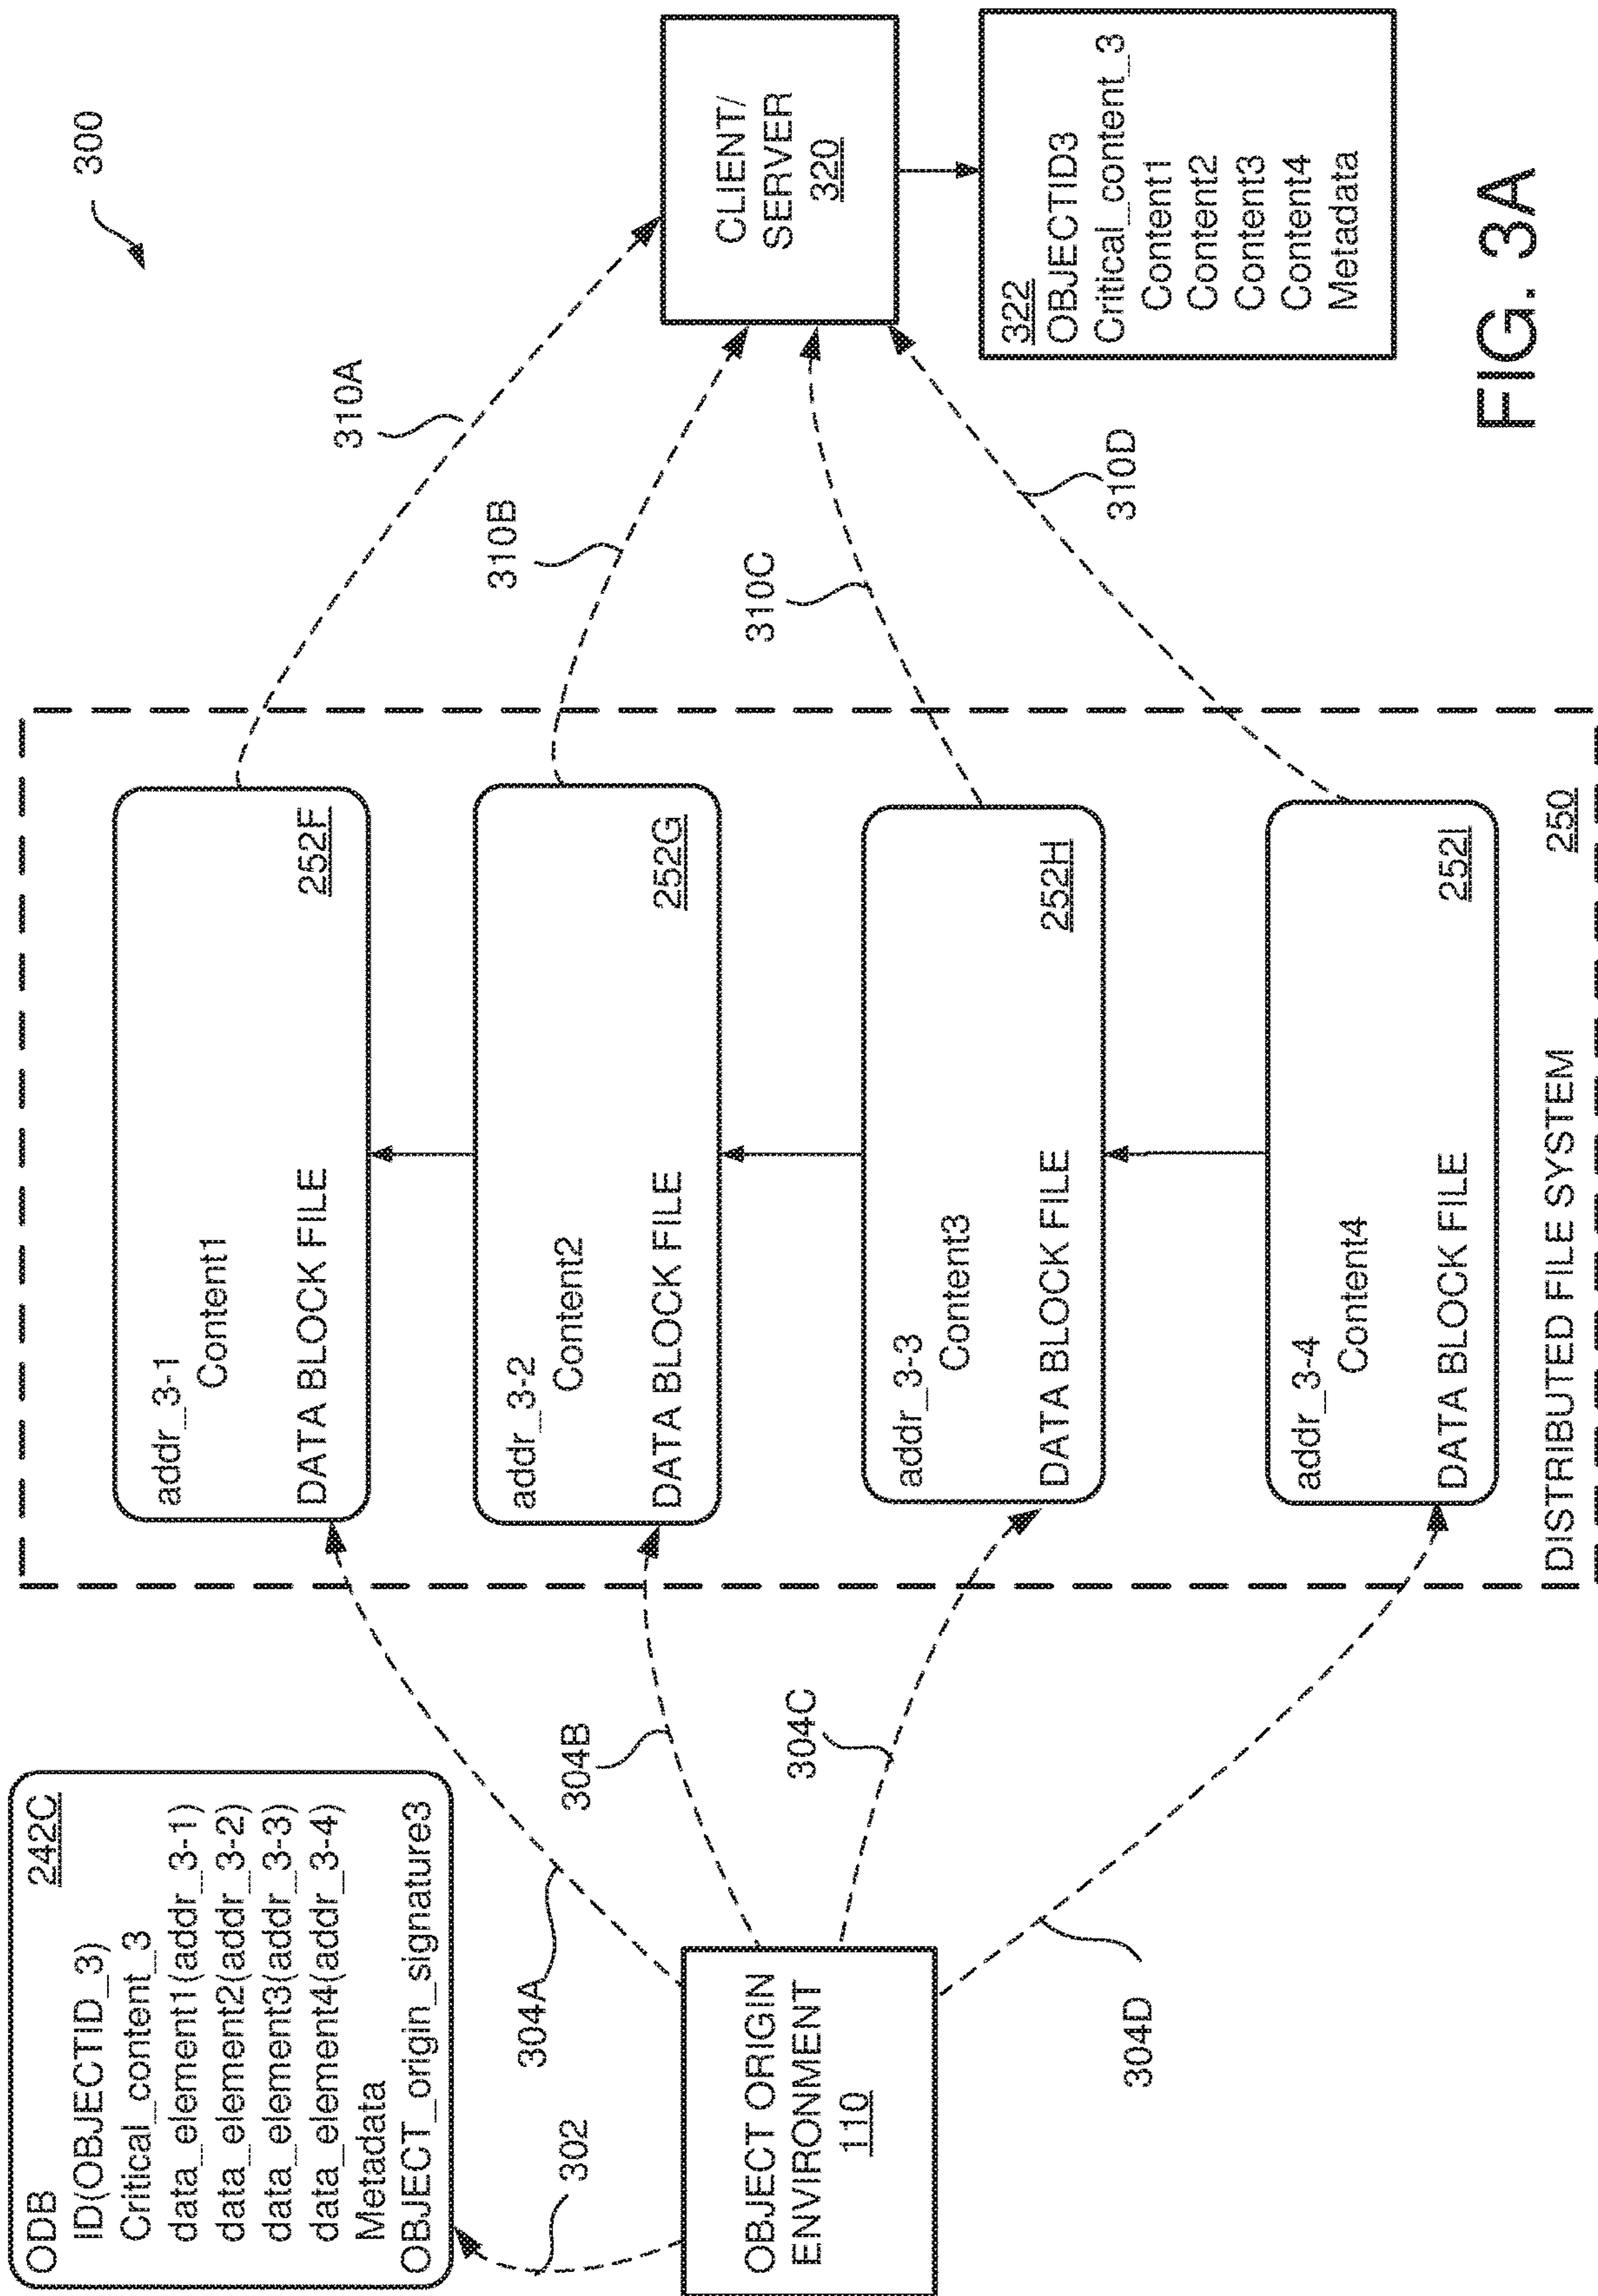 300
ODB
242C
ID(OBJECTID_3)
Critical_content_3
data_element1(addr_3-1)
data_element2(addr_3-2)
data_element3(addr_3-3)
data_element4(addr_3-4)
Metadata
OBJECT_origin_signature3
302
304A
304B
304C
304D
OBJECT ORIGIN
ENVIRONMENT
110
addr_3-1
Content1
DATA BLOCK FILE
252F
addr_3-2
Content2
DATA BLOCK FILE
252G
addr_3-3
Content3
DATA BLOCK FILE
252H
addr_3-4
Content4
DATA BLOCK FILE
252I
DISTRIBUTED FILE SYSTEM
250
310A
310B
310C
310D
CLIENT/
SERVER
320
322
OBJECTID3
Critical_content_3
Content1
Content2
Content3
Content4
Metadata
FIG. 3A